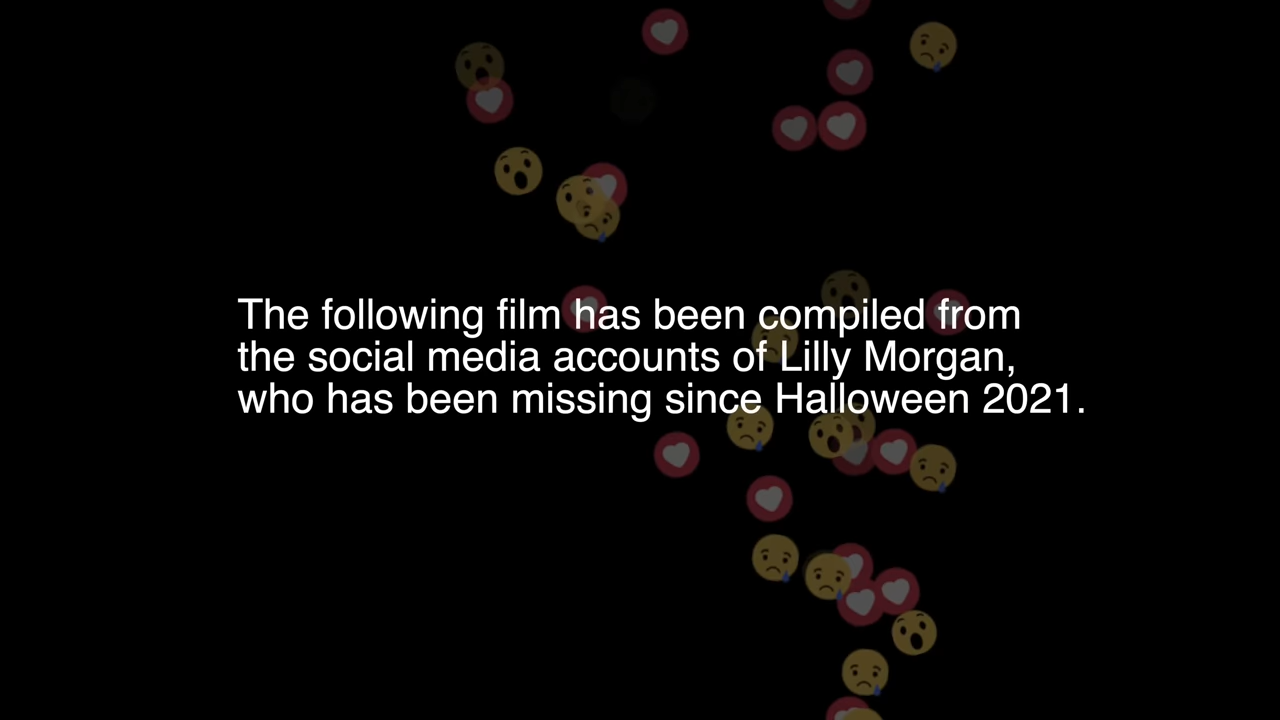 The following film has been compiled from
the social media accounts of Lilly Morgan,
who has been missing since Halloween 2021.